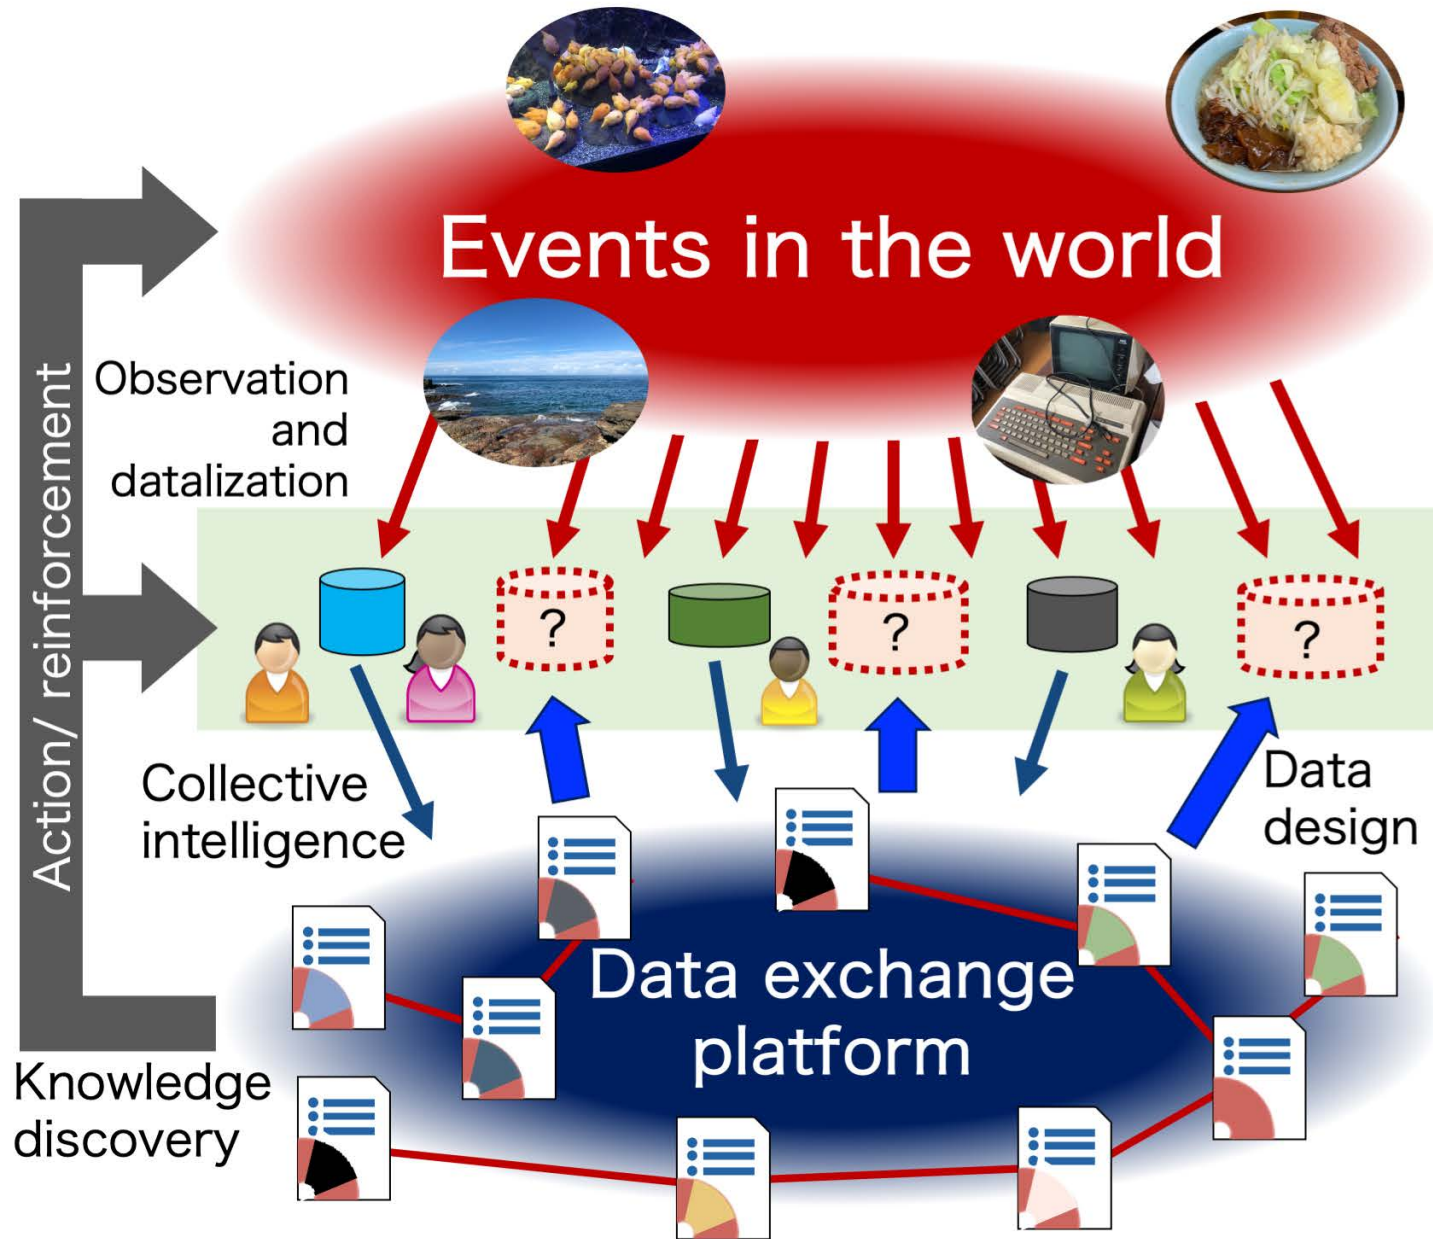 Events in the world
Observation
and
datalization
Action/ reinforcement
?
?
?
Collective
intelligence
Data
design
Data exchange
platform
Knowledge
discovery